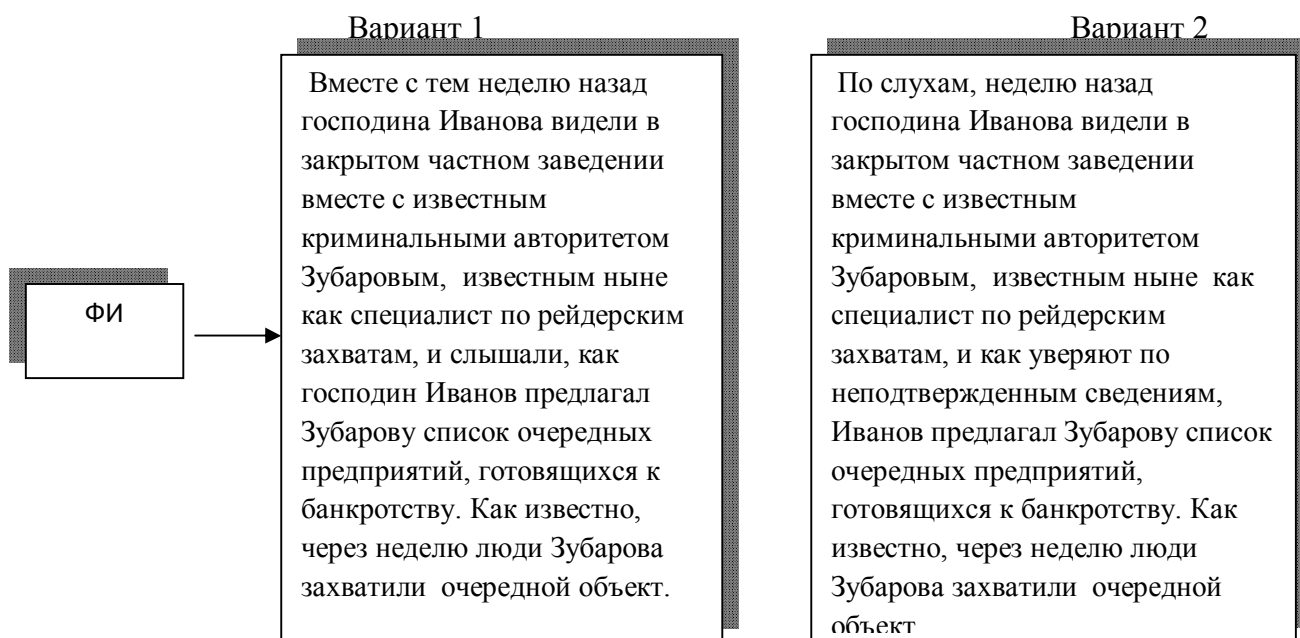 Вариант 1
Вариант 2
ФИ
Вместе с тем неделю назад
господина Иванова видели в
закрытом частном заведении
вместе с известным
криминальными авторитетом
Зубаровым, известным ныне
как специалист по рейдерским
захватам, и слышали, как
господин Иванов предлагал
Зубарову список очередных
предприятий, готовящихся к
банкротству. Как известно,
через неделю люди Зубарова
захватили очередной объект.
По слухам, неделю назад
господина Иванова видели в
закрытом частном заведении
вместе с известным
криминальными авторитетом
Зубаровым, известным ныне как
специалист по рейдерским
захватам, и как уверяют по
неподтвержденным сведениям,
Иванов предлагал Зубарову список
очередных предприятий,
готовящихся к банкротству. Как
известно, через неделю люди
Зубарова захватили очередной
объект